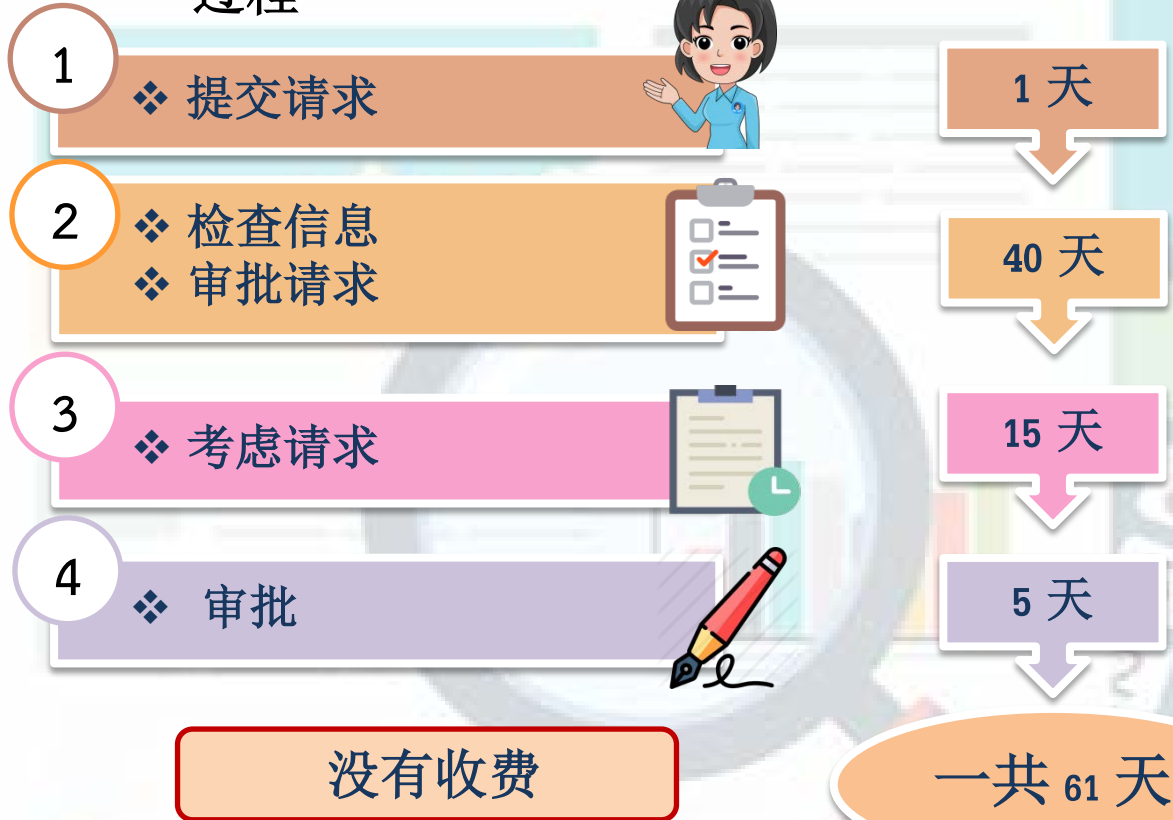 过程
1
❖ 提交请求
1 天
2
❖ 检查信息
❖ 审批请求
40 天
3
❖ 考虑请求
15 天
4
❖ 审批
5 天
没有收费
一共 61 天